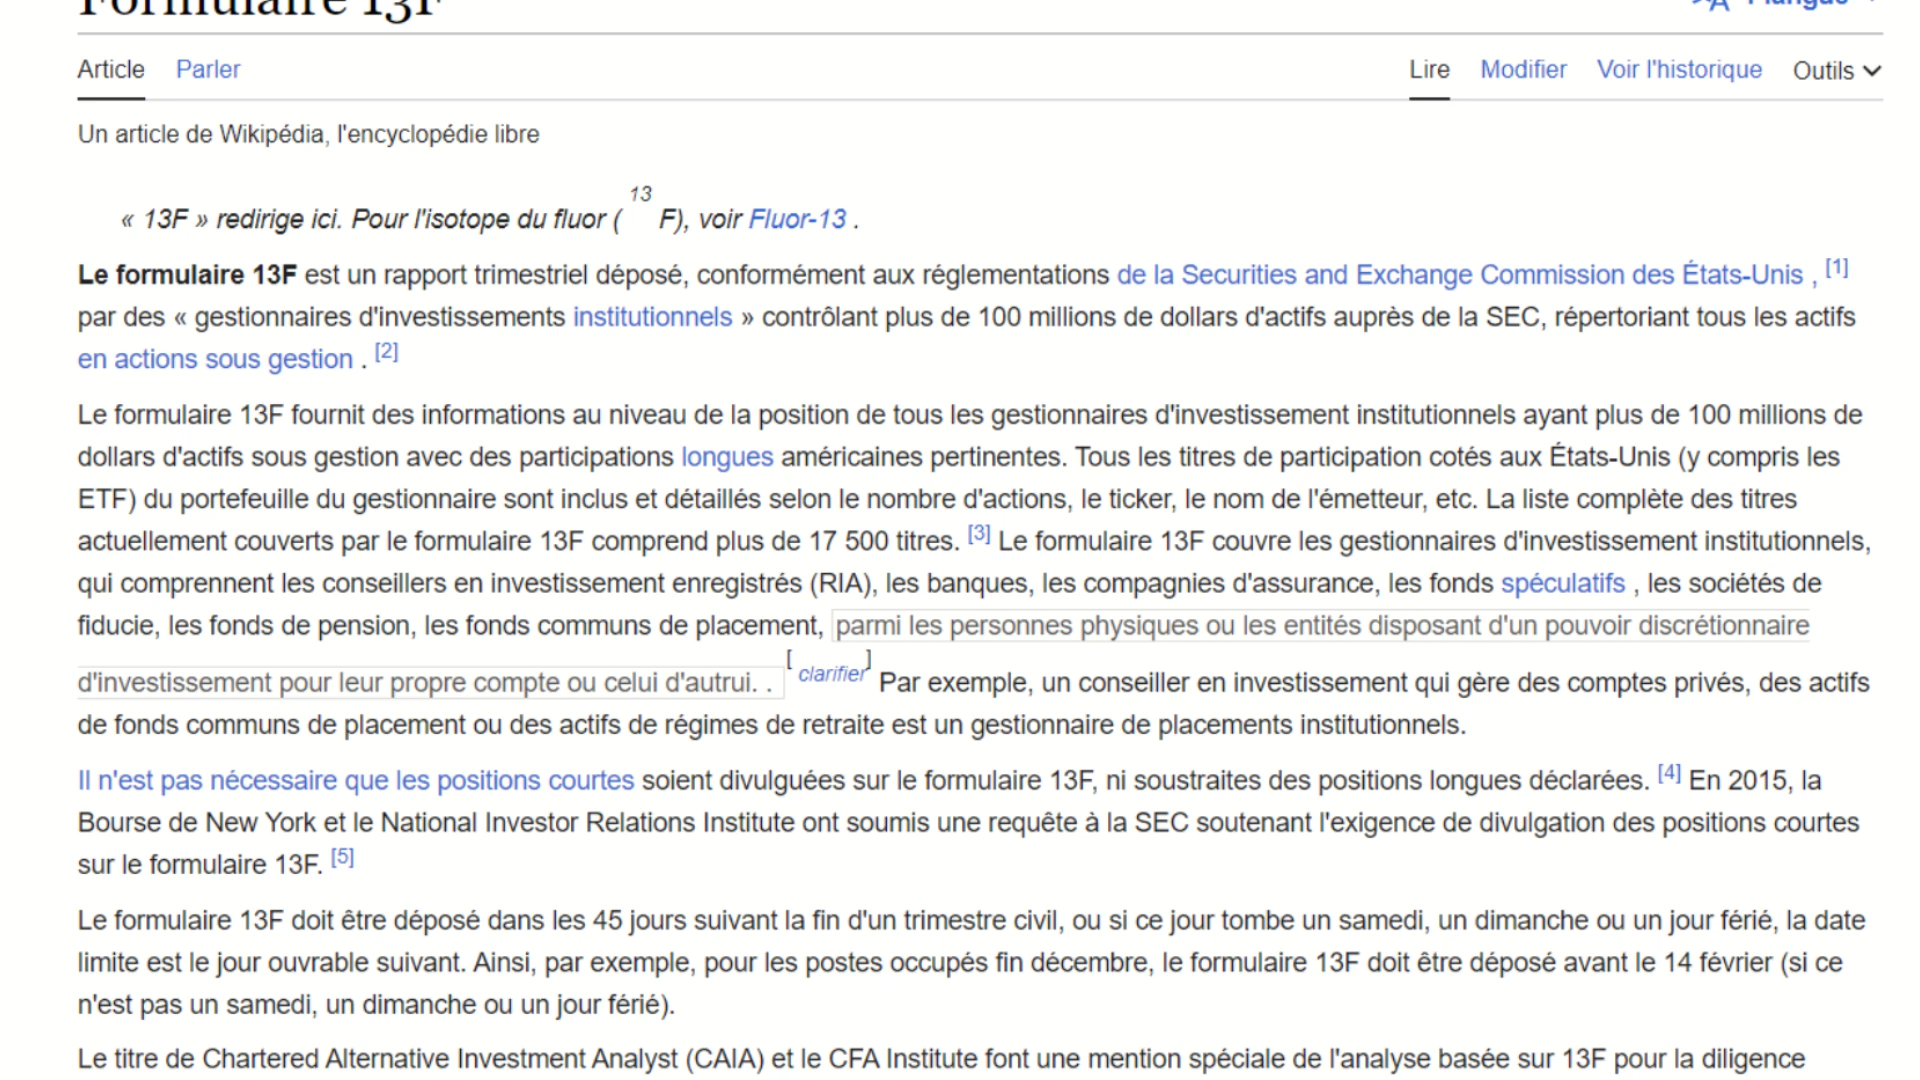 Formulaire 13F
1 langue
Article Parler Lire Modifier Voir l'historique Outils
Un article de Wikipédia, l'encyclopédie libre
« 13F » redirige ici. Pour l'isotope du fluor ( 13 F), voir Fluor-13 .
Le formulaire 13F est un rapport trimestriel déposé, conformément aux réglementations de la Securities and Exchange Commission des États-Unis , [1]
par des « gestionnaires d'investissements institutionnels » contrôlant plus de 100 millions de dollars d'actifs auprès de la SEC, répertoriant tous les actifs
en actions sous gestion . [2]
Le formulaire 13F fournit des informations au niveau de la position de tous les gestionnaires d'investissement institutionnels ayant plus de 100 millions de
dollars d'actifs sous gestion avec des participations longues américaines pertinentes. Tous les titres de participation cotés aux États-Unis (y compris les
ETF) du portefeuille du gestionnaire sont inclus et détaillés selon le nombre d'actions, le ticker, le nom de l'émetteur, etc. La liste complète des titres
actuellement couverts par le formulaire 13F comprend plus de 17 500 titres. [3] Le formulaire 13F couvre les gestionnaires d'investissement institutionnels,
qui comprennent les conseillers en investissement enregistrés (RIA), les banques, les compagnies d'assurance, les fonds spéculatifs , les sociétés de
fiducie, les fonds de pension, les fonds communs de placement, parmi les personnes physiques ou les entités disposant d'un pouvoir discrétionnaire
d'investissement pour leur propre compte ou celui d'autrui. . [ clarifier ] Par exemple, un conseiller en investissement qui gère des comptes privés, des actifs
de fonds communs de placement ou des actifs de régimes de retraite est un gestionnaire de placements institutionnels.
Il n'est pas nécessaire que les positions courtes soient divulguées sur le formulaire 13F, ni soustraites des positions longues déclarées. [4] En 2015, la
Bourse de New York et le National Investor Relations Institute ont soumis une requête à la SEC soutenant l'exigence de divulgation des positions courtes
sur le formulaire 13F. [5]
Le formulaire 13F doit être déposé dans les 45 jours suivant la fin d'un trimestre civil, ou si ce jour tombe un samedi, un dimanche ou un jour férié, la date
limite est le jour ouvrable suivant. Ainsi, par exemple, pour les postes occupés fin décembre, le formulaire 13F doit être déposé avant le 14 février (si ce
n'est pas un samedi, un dimanche ou un jour férié).
Le titre de Chartered Alternative Investment Analyst (CAIA) et le CFA Institute font une mention spéciale de l'analyse basée sur 13F pour la diligence